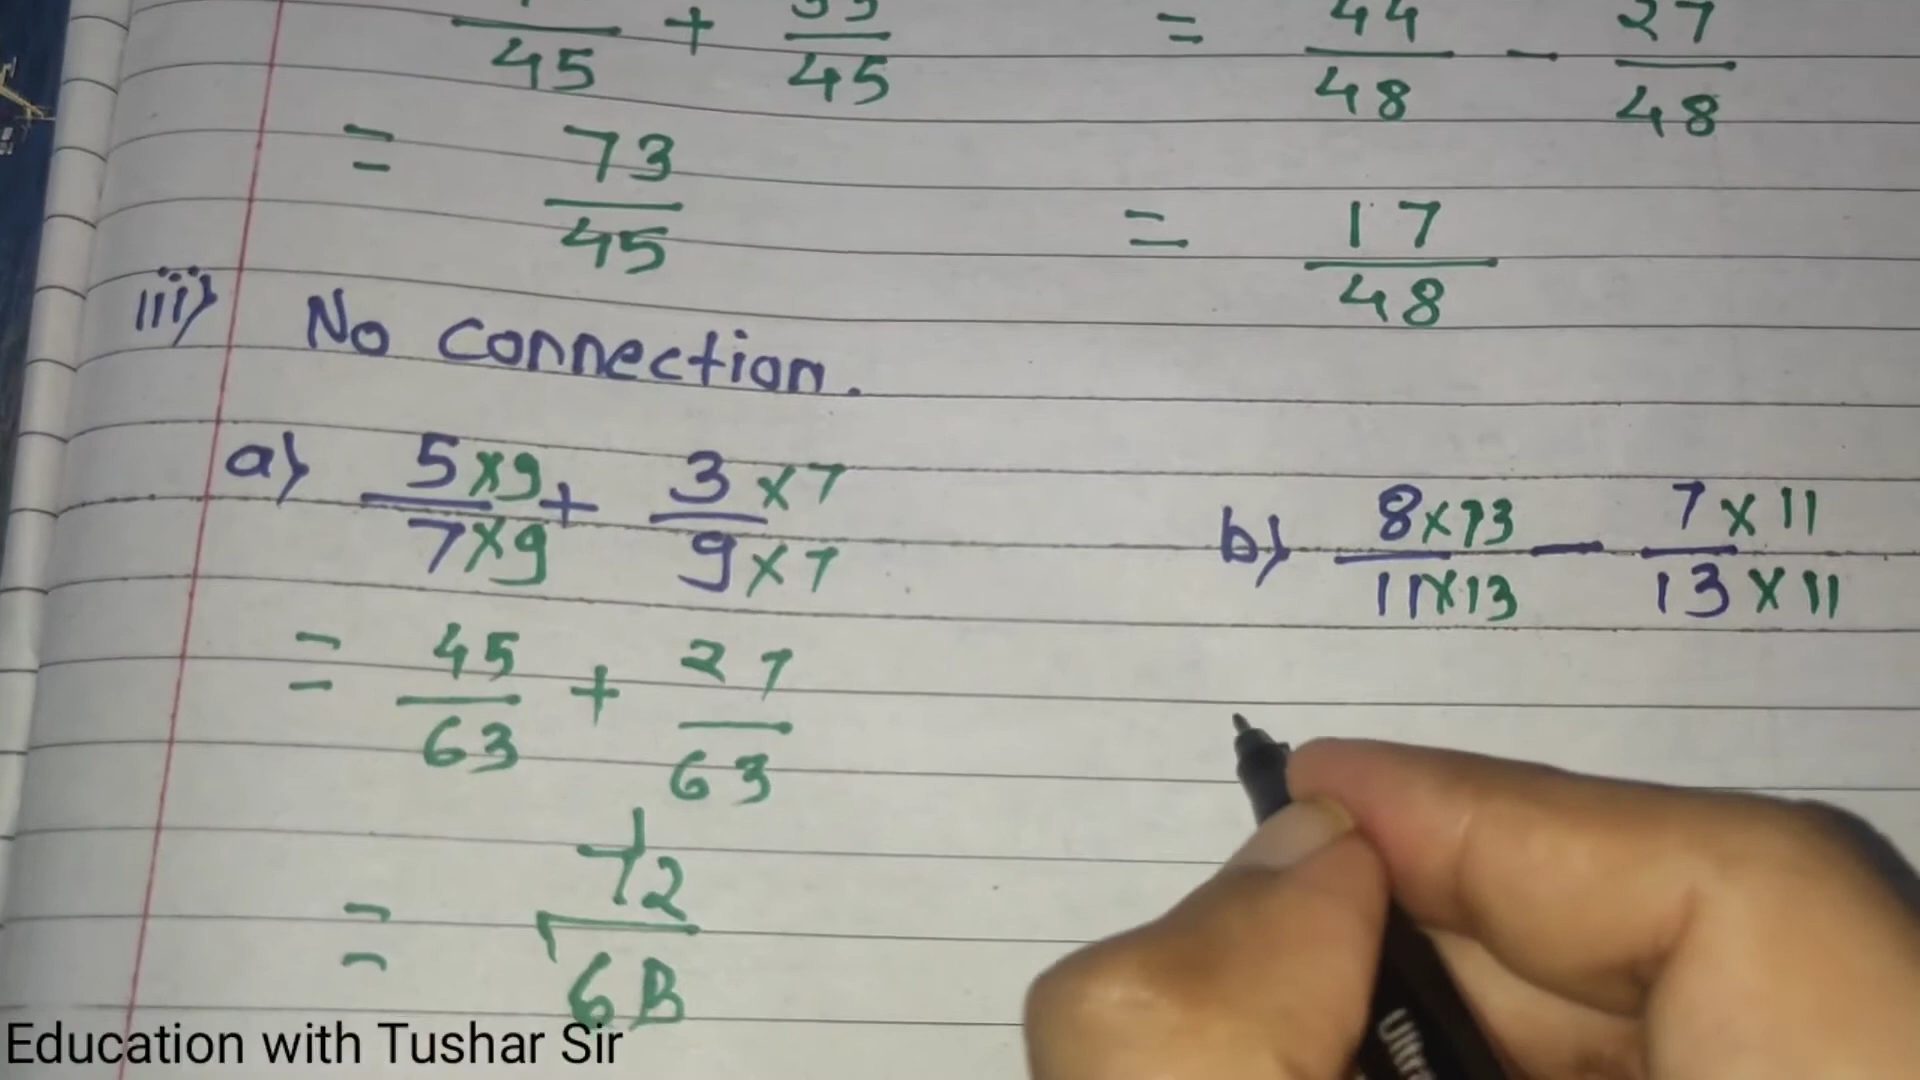 45 + 45
= 73/45
= 44/48 - 27/48
= 17/48
iii) No connection.
a) 5×9/7×9 + 3×7/9×7
= 45/63 + 27/63
= 72/63
b) 8×13/11×13 - 7×11/13×11
Education with Tushar Sir
Ultra